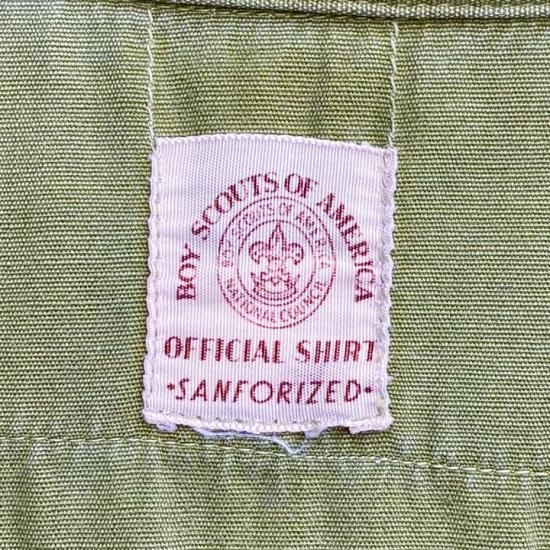 BOY SCOUTS OF AMERICA
BOY SCOUTS OF AMERICA
NATIONAL COUNCIL
OFFICIAL SHIRT
•SANFORIZED•